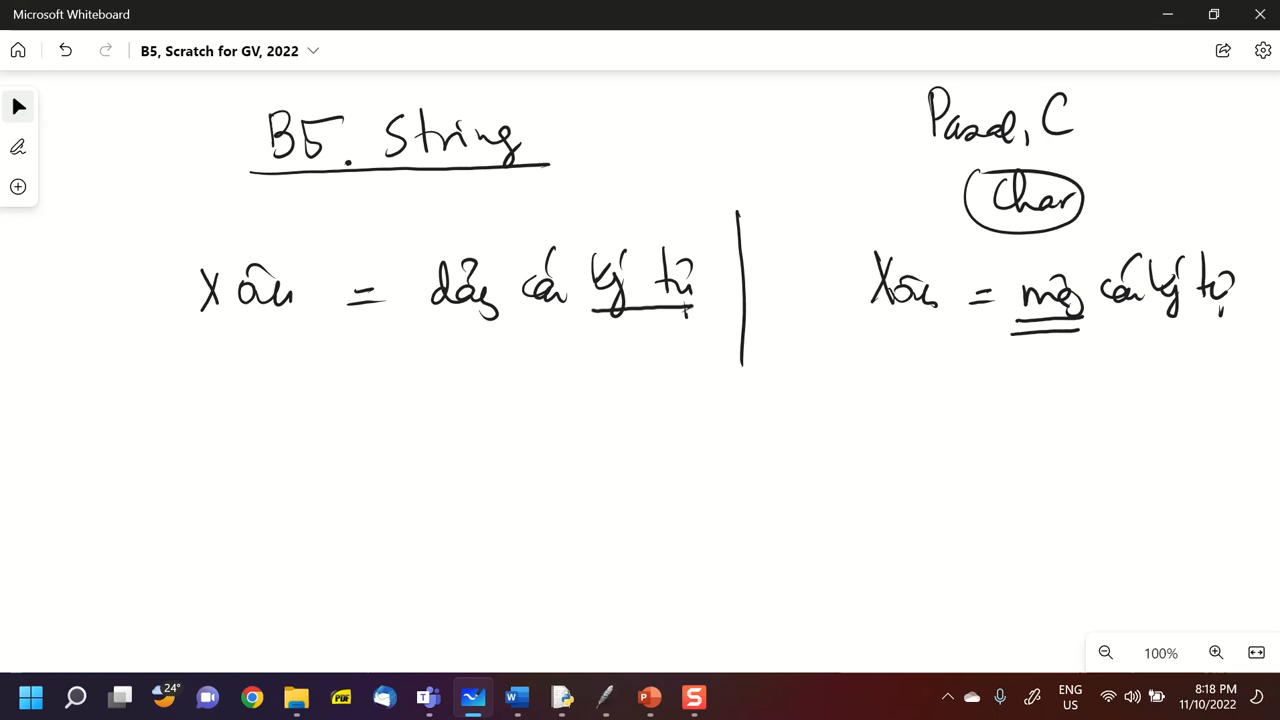 Microsoft Whiteboard
B5, Scratch for GV, 2022
B5. String
Xâu = dãy các ký tự
Pascal, C
Char
Xâu = mảng các ký tự
100%
24°
ENG
US
8:18 PM
11/10/2022
PDF